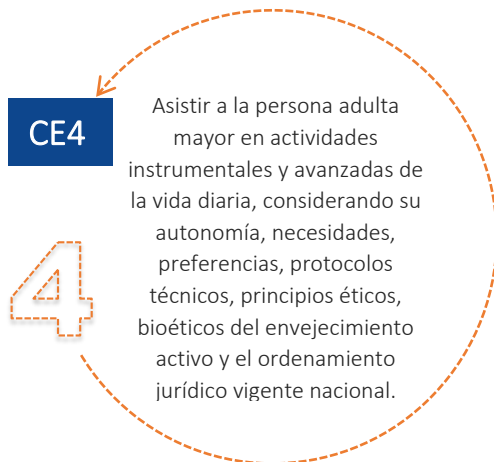 CE4
4
Asistir a la persona adulta
mayor en actividades
instrumentales y avanzadas de
la vida diaria, considerando su
autonomía, necesidades,
preferencias, protocolos
técnicos, principios éticos,
bioéticos del envejecimiento
activo y el ordenamiento
jurídico vigente nacional.